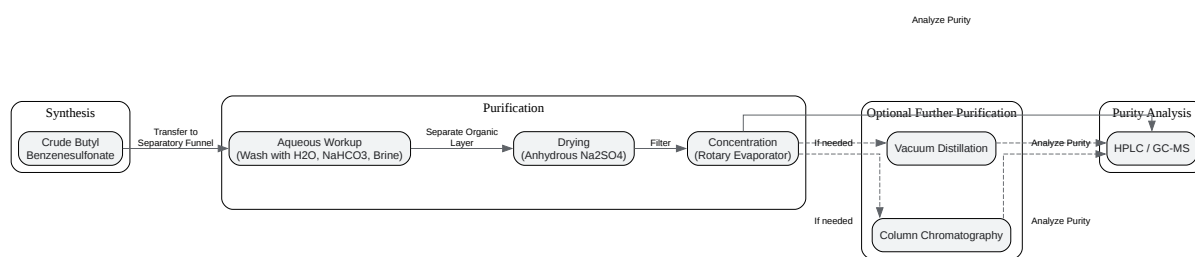 Analyze Purity
Synthesis
Crude Butyl
Benzenesulfonate
Transfer to
Separatory Funnel
Purification
Aqueous Workup
(Wash with H2O, NaHCO3, Brine)
Separate Organic
Layer
Drying
(Anhydrous Na2SO4)
Filter
Concentration
(Rotary Evaporator)
If needed
If needed
Optional Further Purification
Vacuum Distillation
Column Chromatography
Analyze Purity
Analyze Purity
Purity Analysis
HPLC / GC-MS